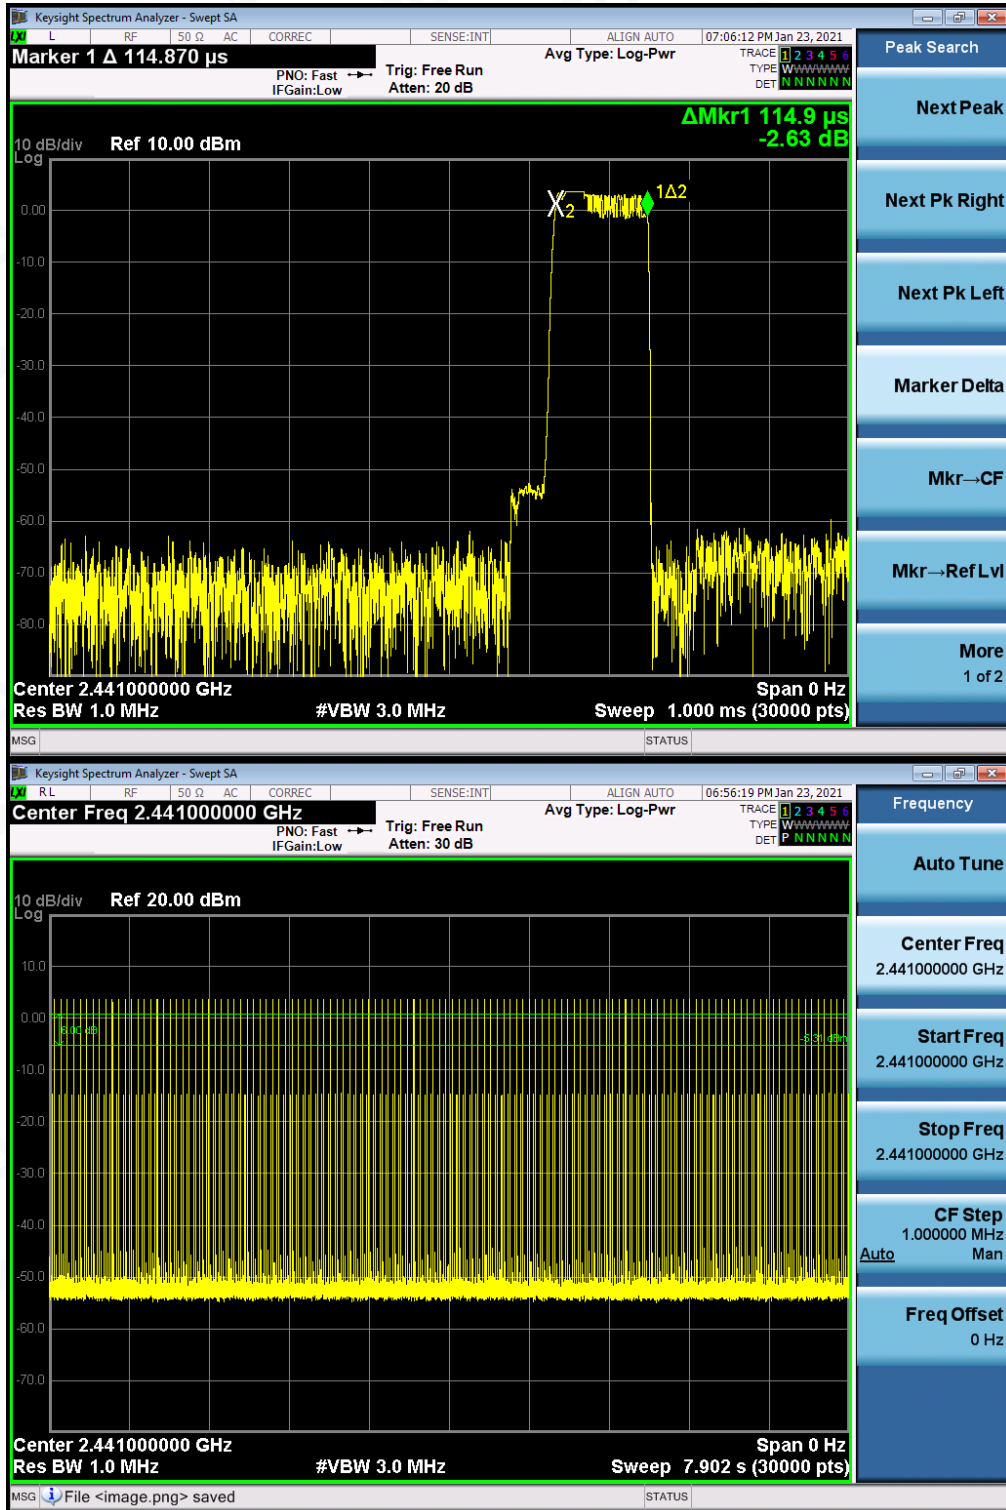 Keysight Spectrum Analyzer - Swept SA
LXI L RF 50 Ω AC CORREC SENSE:INT ALIGN AUTO 07:06:12 PM Jan 23, 2021
Marker 1 Δ 114.870 µs
PNO: Fast
IFGain:Low
Trig: Free Run
Atten: 20 dB
Avg Type: Log-Pwr
TRACE 1 2 3 4 5 6
TYPE WWWWWW
DET N N N N N N
ΔMkr1 114.9 µs
-2.63 dB
10 dB/div Ref 10.00 dBm
Log
0.00
-10.0
-20.0
-30.0
-40.0
-50.0
-60.0
-70.0
-80.0
X2
1Δ2
Center 2.441000000 GHz Span 0 Hz
Res BW 1.0 MHz #VBW 3.0 MHz Sweep 1.000 ms (30000 pts)
MSG STATUS
Peak Search
Next Peak
Next Pk Right
Next Pk Left
Marker Delta
Mkr→CF
Mkr→Ref Lvl
More
1 of 2
Keysight Spectrum Analyzer - Swept SA
LXI RL RF 50 Ω AC CORREC SENSE:INT ALIGN AUTO 06:56:19 PM Jan 23, 2021
Center Freq 2.441000000 GHz
PNO: Fast
IFGain:Low
Trig: Free Run
Atten: 30 dB
Avg Type: Log-Pwr
TRACE 1 2 3 4 5 6
TYPE WWWWWW
DET P N N N N N
10 dB/div Ref 20.00 dBm
Log
10.0
0.00
-10.0
-20.0
-30.0
-40.0
-50.0
-60.0
-70.0
6.00 dB
-5.31 dBm
Center 2.441000000 GHz Span 0 Hz
Res BW 1.0 MHz #VBW 3.0 MHz Sweep 7.902 s (30000 pts)
MSG File <image.png> saved STATUS
Frequency
Auto Tune
Center Freq
2.441000000 GHz
Start Freq
2.441000000 GHz
Stop Freq
2.441000000 GHz
CF Step
1.000000 MHz
Auto Man
Freq Offset
0 Hz